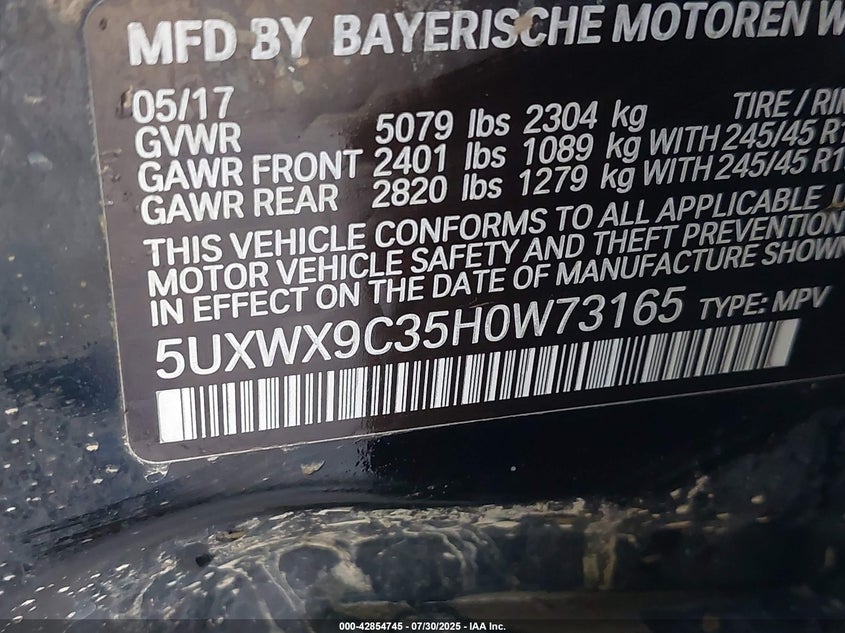 MFD BY BAYERISCHE MOTOREN W
05/17
GVWR 5079 lbs 2304 kg TIRE / RIM
GAWR FRONT 2401 lbs 1089 kg WITH 245/45 R1
GAWR REAR 2820 lbs 1279 kg WITH 245/45 R1
THIS VEHICLE CONFORMS TO ALL APPLICABLE
MOTOR VEHICLE SAFETY AND THEFT PREVENTION
IN EFFECT ON THE DATE OF MANUFACTURE SHOWN
5UXWX9C35H0W73165 TYPE: MPV
000-42854745 - 07/30/2025 - IAA Inc.